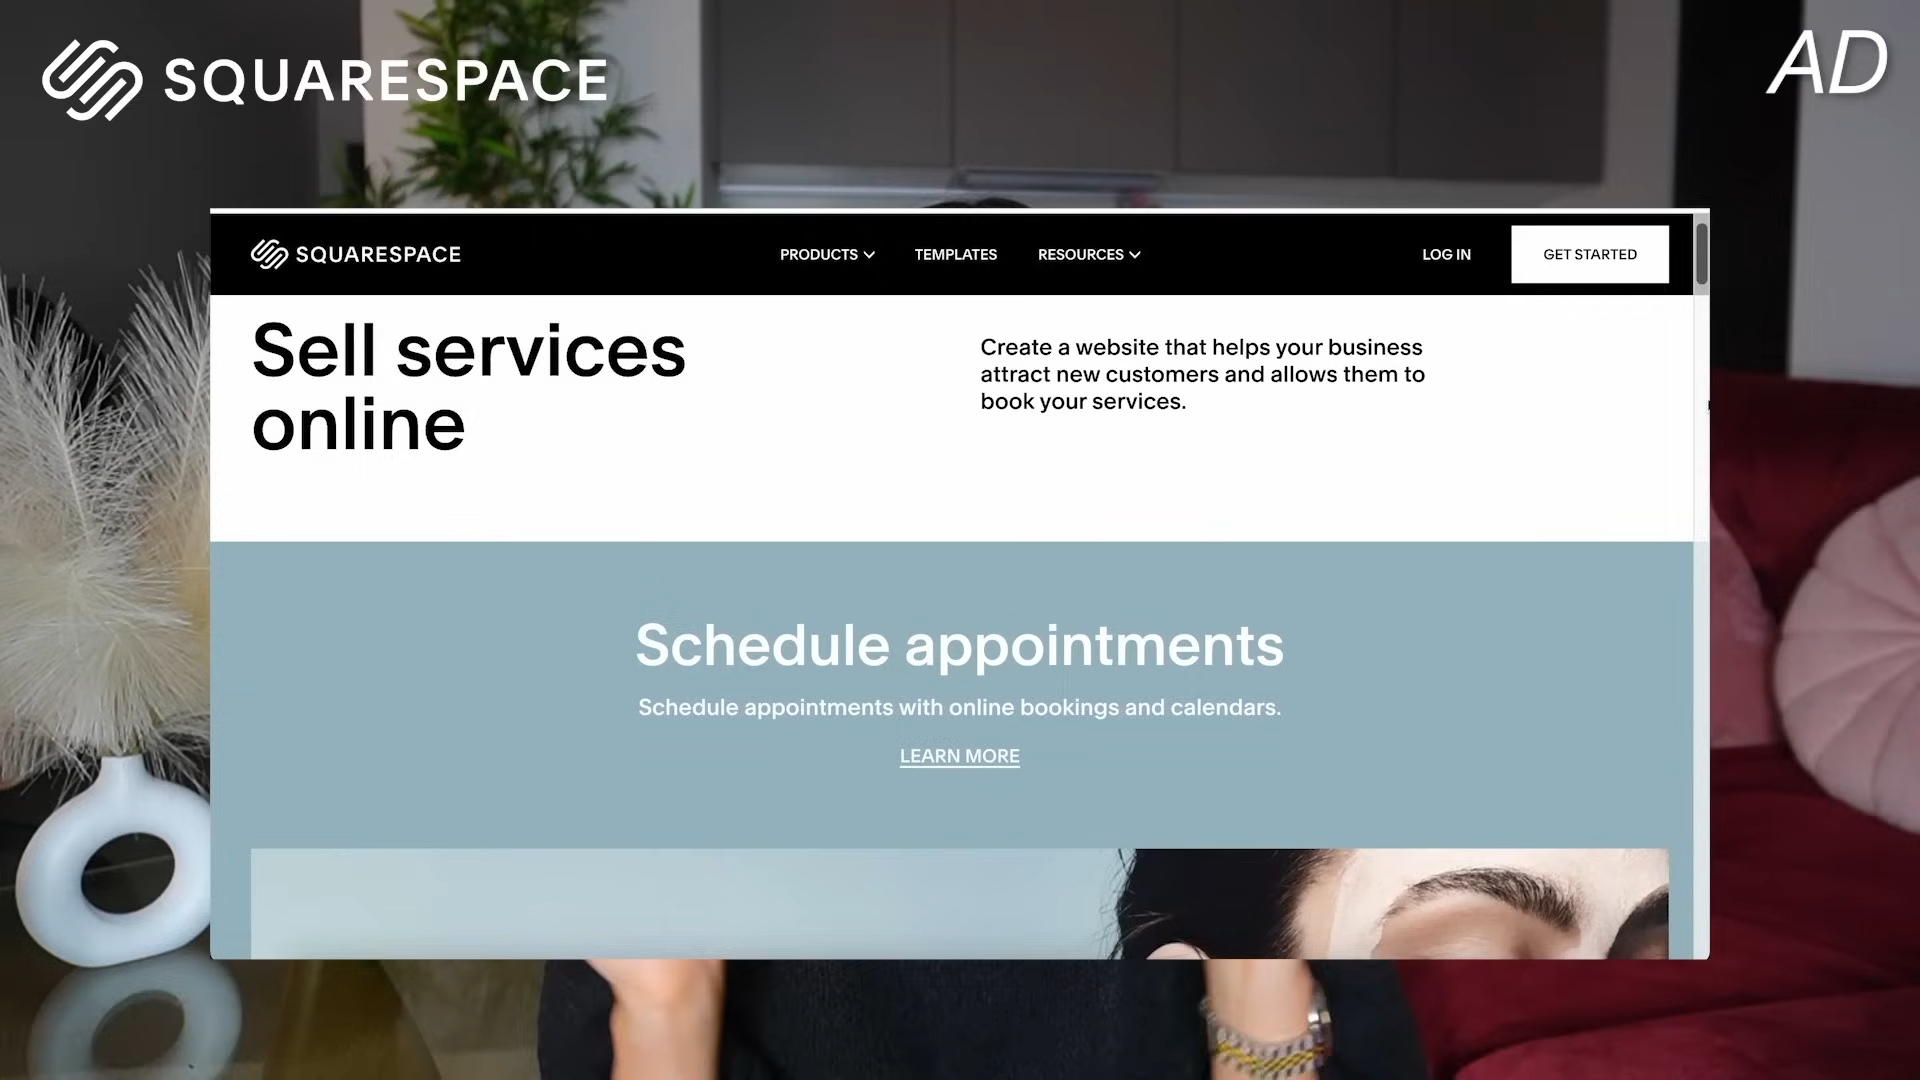 SQUARESPACE
AD
SQUARESPACE
PRODUCTS
TEMPLATES
RESOURCES
LOG IN
GET STARTED
Sell services
online
Create a website that helps your business
attract new customers and allows them to
book your services.
Schedule appointments
Schedule appointments with online bookings and calendars.
LEARN MORE